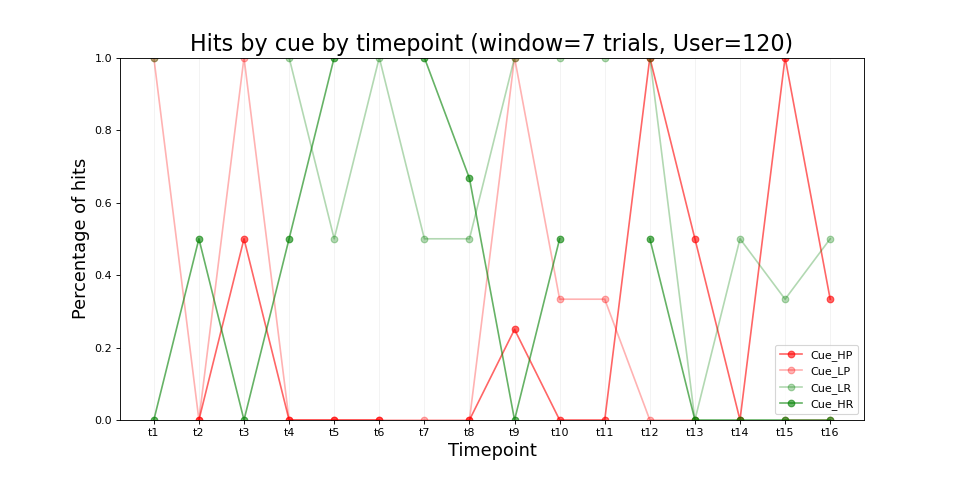 Hits by cue by timepoint (window=7 trials, User=120)
Percentage of hits
1.0
0.8
0.6
0.4
0.2
0.0
Cue_HP
Cue_LP
Cue_LR
Cue_HR
t1 t2 t3 t4 t5 t6 t7 t8 t9 t10 t11 t12 t13 t14 t15 t16
Timepoint